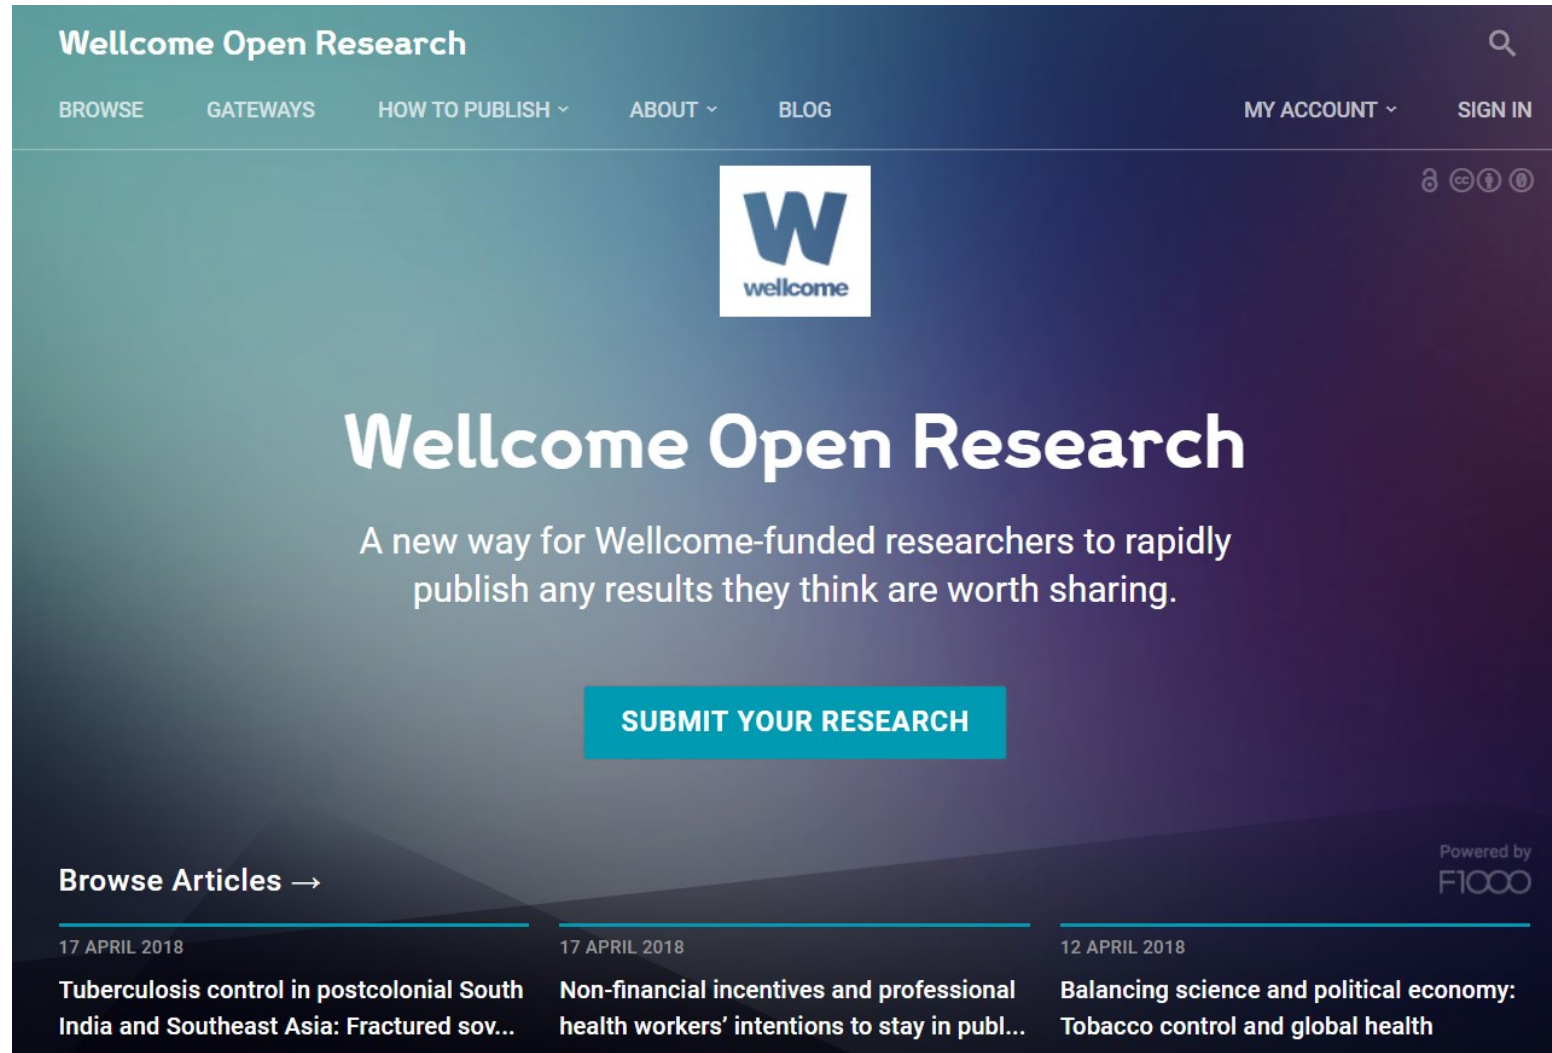 Wellcome Open Research
BROWSE GATEWAYS HOW TO PUBLISH ABOUT BLOG MY ACCOUNT SIGN IN
W
wellcome
Wellcome Open Research
A new way for Wellcome-funded researchers to rapidly
publish any results they think are worth sharing.
SUBMIT YOUR RESEARCH
Powered by
F1000
Browse Articles →
17 APRIL 2018
Tuberculosis control in postcolonial South
India and Southeast Asia: Fractured sov...
17 APRIL 2018
Non-financial incentives and professional
health workers’ intentions to stay in publ...
12 APRIL 2018
Balancing science and political economy:
Tobacco control and global health